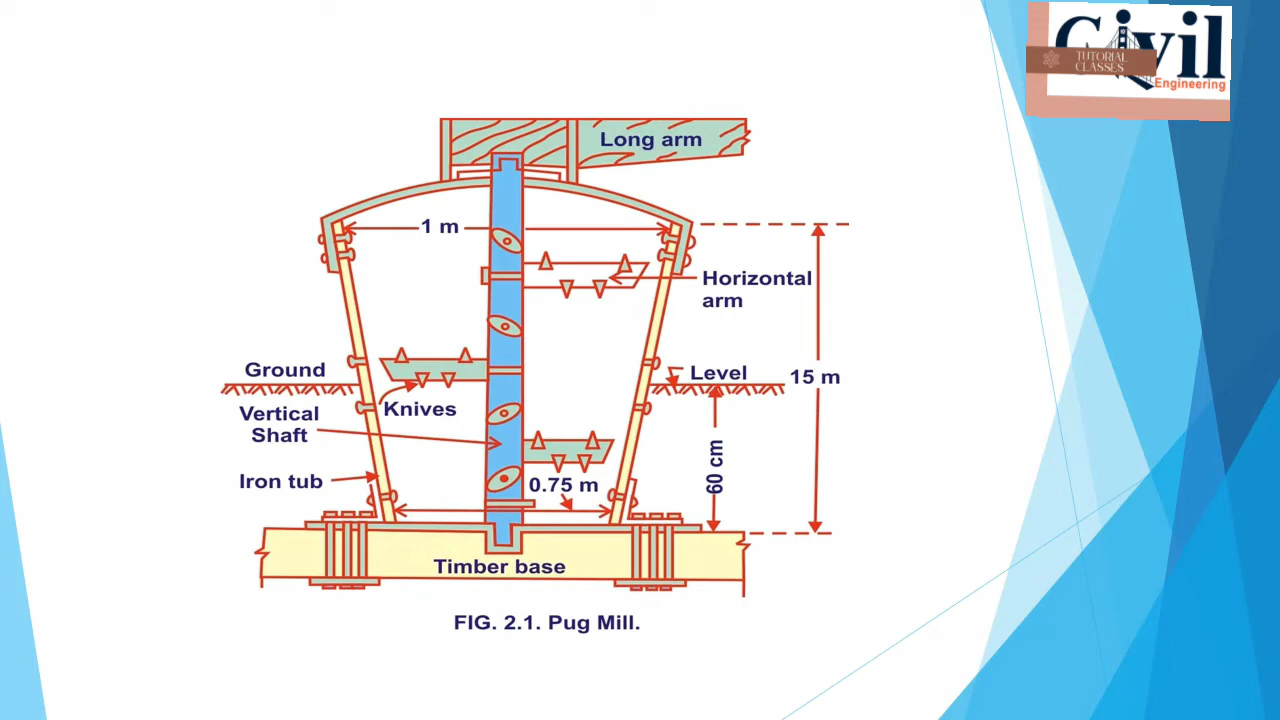 Civil
TUTORIAL
CLASSES
Engineering
Long arm
1 m
Horizontal
arm
Ground
Level
15 m
Knives
Vertical
Shaft
60 cm
Iron tub
0.75 m
Timber base
FIG. 2.1. Pug Mill.